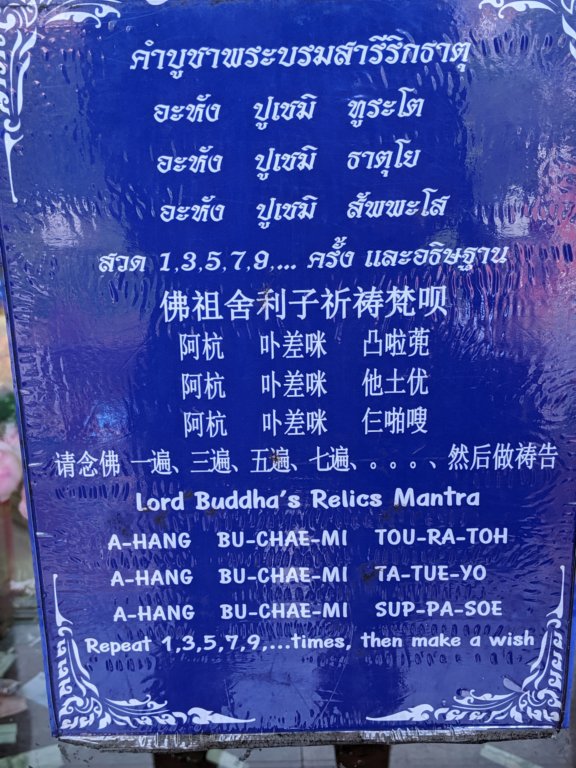 คำบูชาพระบรมสารีริกธาตุ
อะหัง ปูเชมิ ทูระโต
อะหัง ปูเชมิ ธาตุโย
อะหัง ปูเชมิ สัพพะโส
สวด 1,3,5,7,9,... ครั้ง และอธิษฐาน
佛祖舍利子祈祷梵呗
阿杭 卟差咪 凸啦蔸
阿杭 卟差咪 他土优
阿杭 卟差咪 仨啪嗖
请念佛 一遍、三遍、五遍、七遍、。。。。、然后做祷告
Lord Buddha's Relics Mantra
A-HANG BU-CHAE-MI TOU-RA-TOH
A-HANG BU-CHAE-MI TA-TUE-YO
A-HANG BU-CHAE-MI SUP-PA-SOE
Repeat 1,3,5,7,9,...times, then make a wish